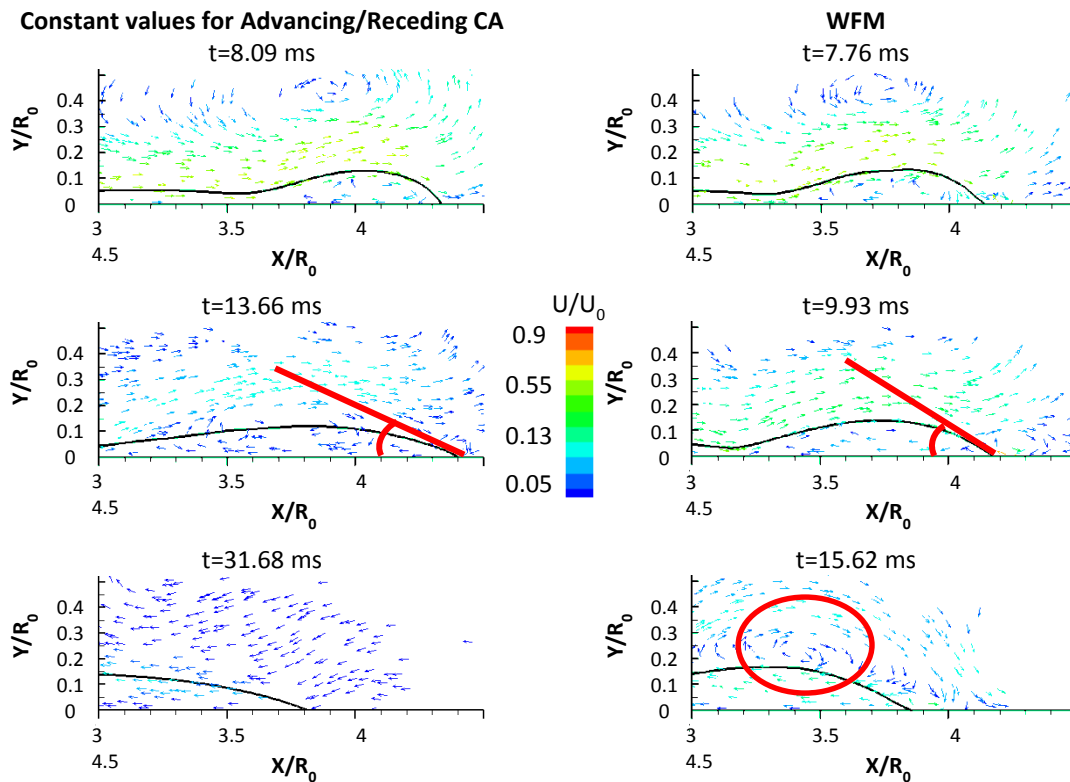 Constant values for Advancing/Receding CA
WFM
t=8.09 ms
t=7.76 ms
Y/R0
0.4
0.3
0.2
0.1
0
3
3.5
4
4.5
X/R0
Y/R0
0.4
0.3
0.2
0.1
0
3
3.5
4
4.5
X/R0
t=13.66 ms
U/U0
t=9.93 ms
Y/R0
0.4
0.3
0.2
0.1
0
3
3.5
4
4.5
X/R0
0.9
0.55
0.13
0.05
Y/R0
0.4
0.3
0.2
0.1
0
3
3.5
4
4.5
X/R0
t=31.68 ms
t=15.62 ms
Y/R0
0.4
0.3
0.2
0.1
0
3
3.5
4
4.5
X/R0
Y/R0
0.4
0.3
0.2
0.1
0
3
3.5
4
4.5
X/R0